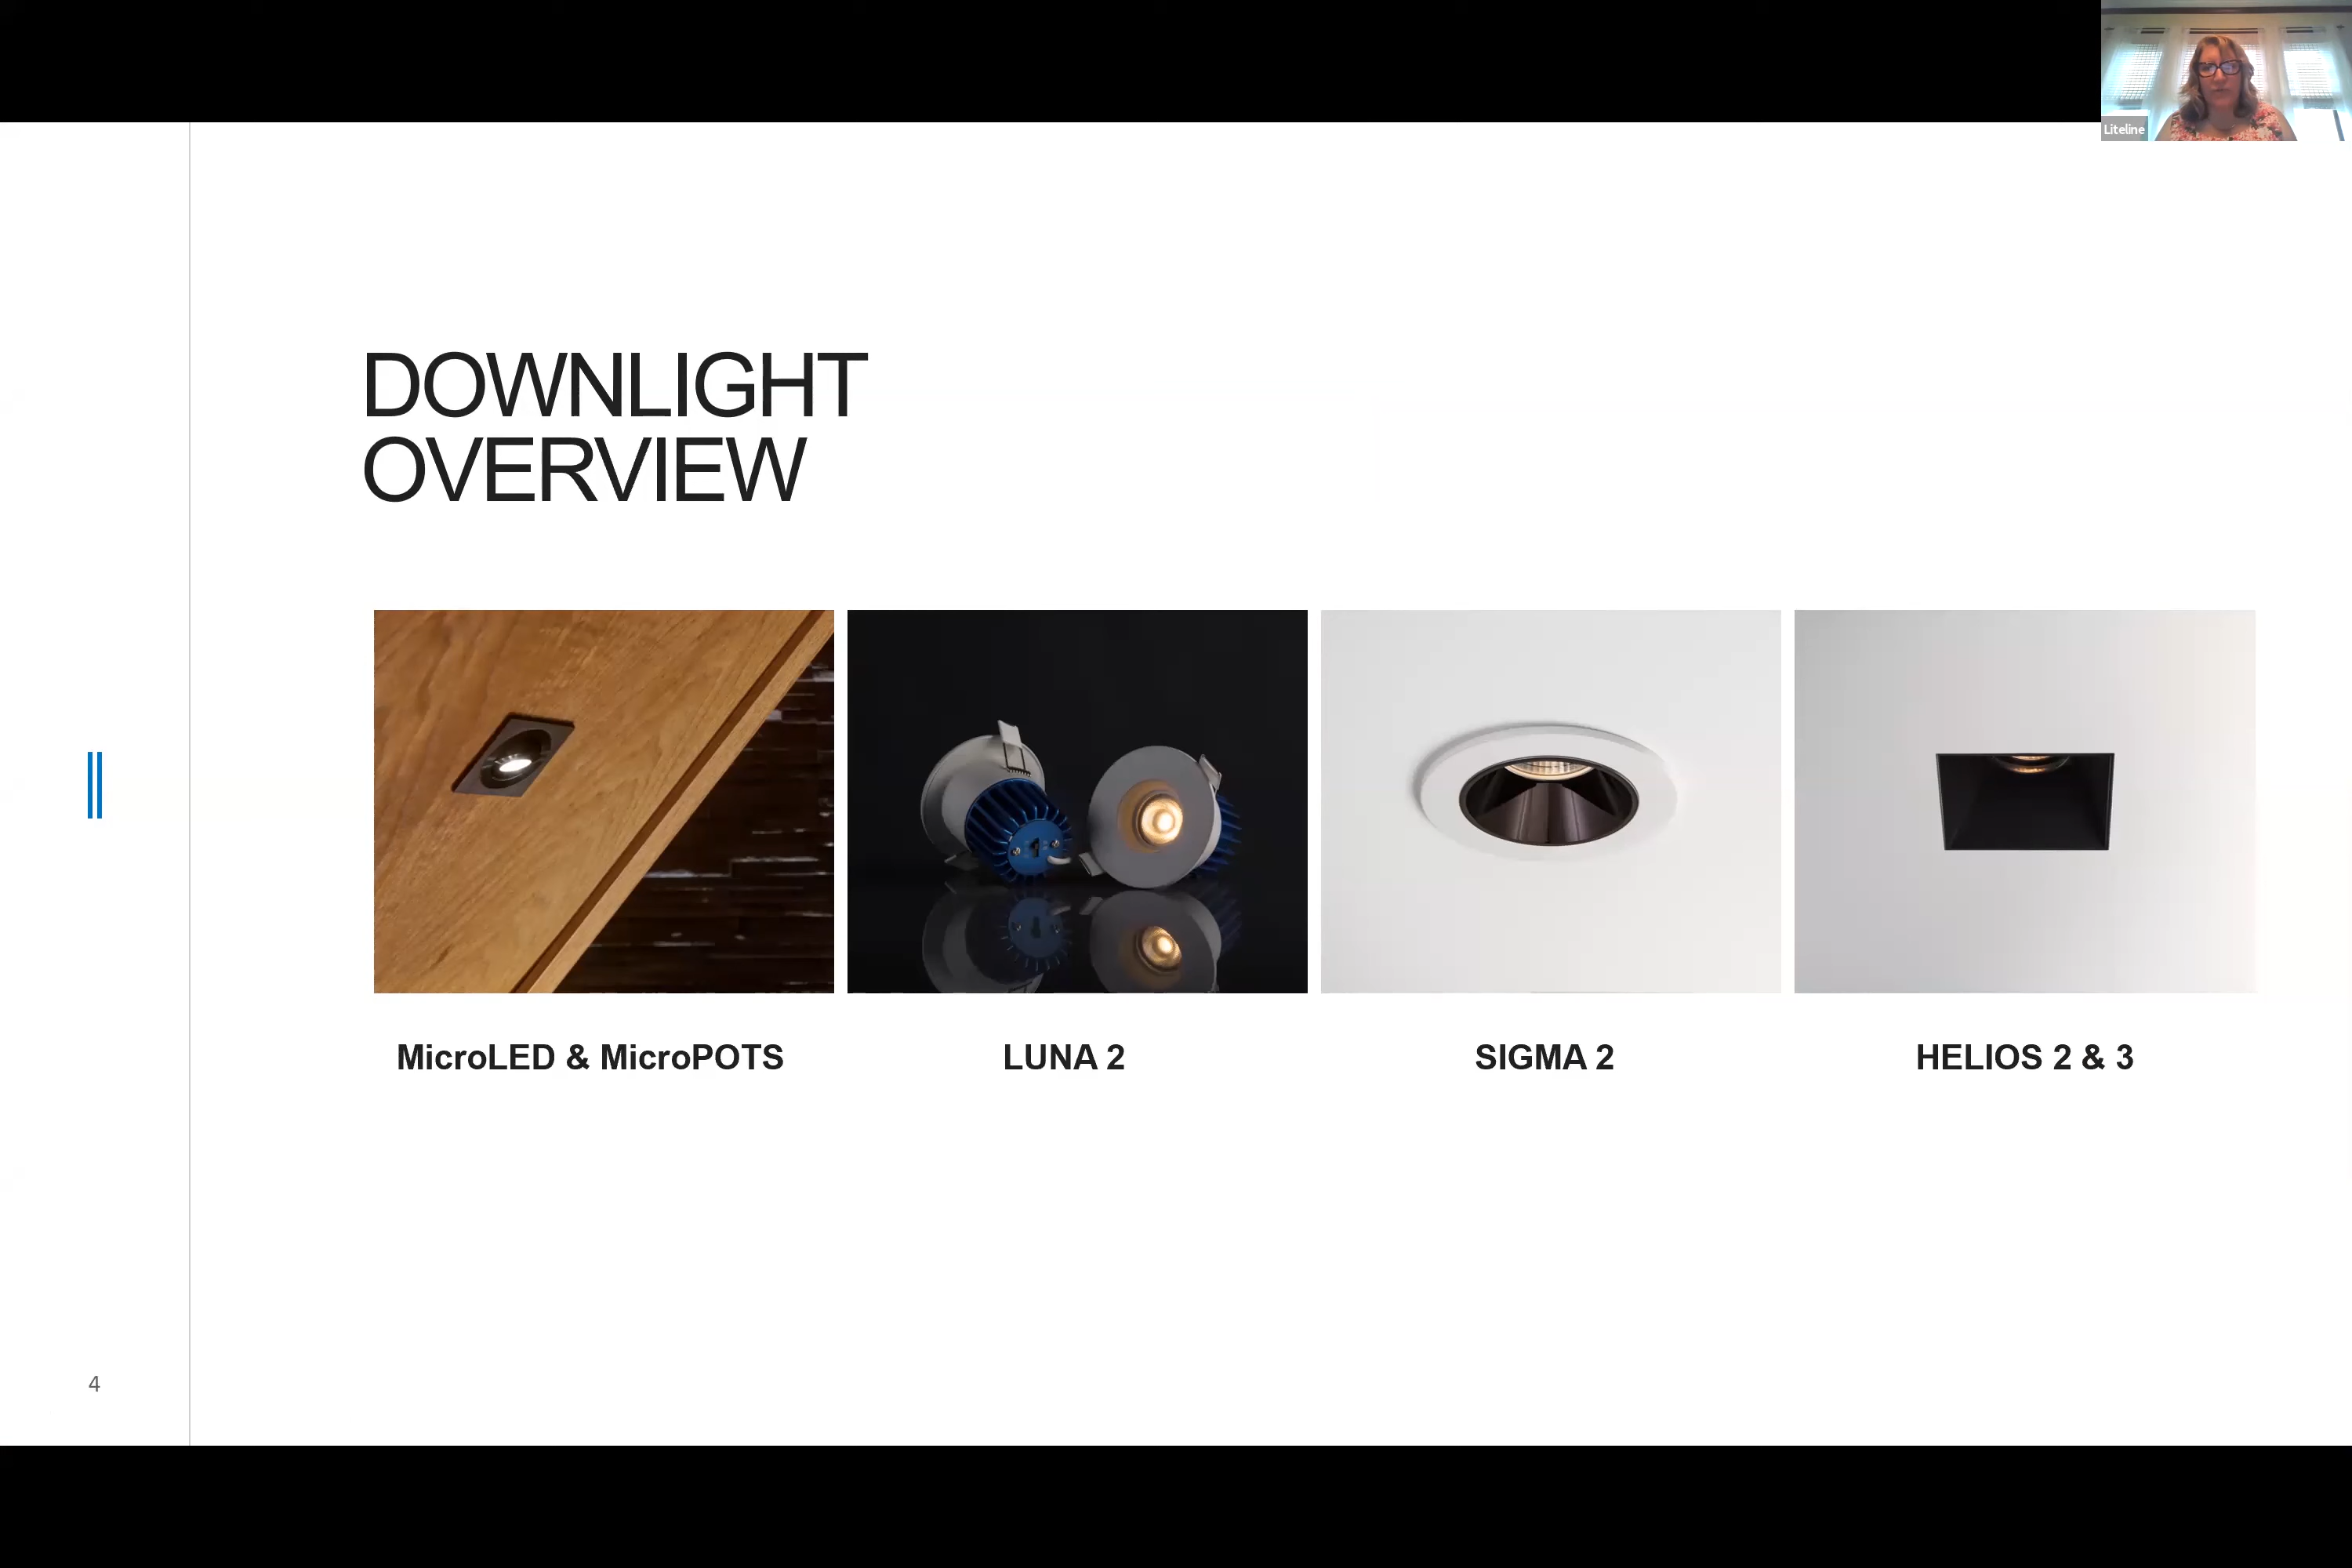 Liteline
DOWNLIGHT
OVERVIEW
MicroLED & MicroPOTS
LUNA 2
SIGMA 2
HELIOS 2 & 3
4